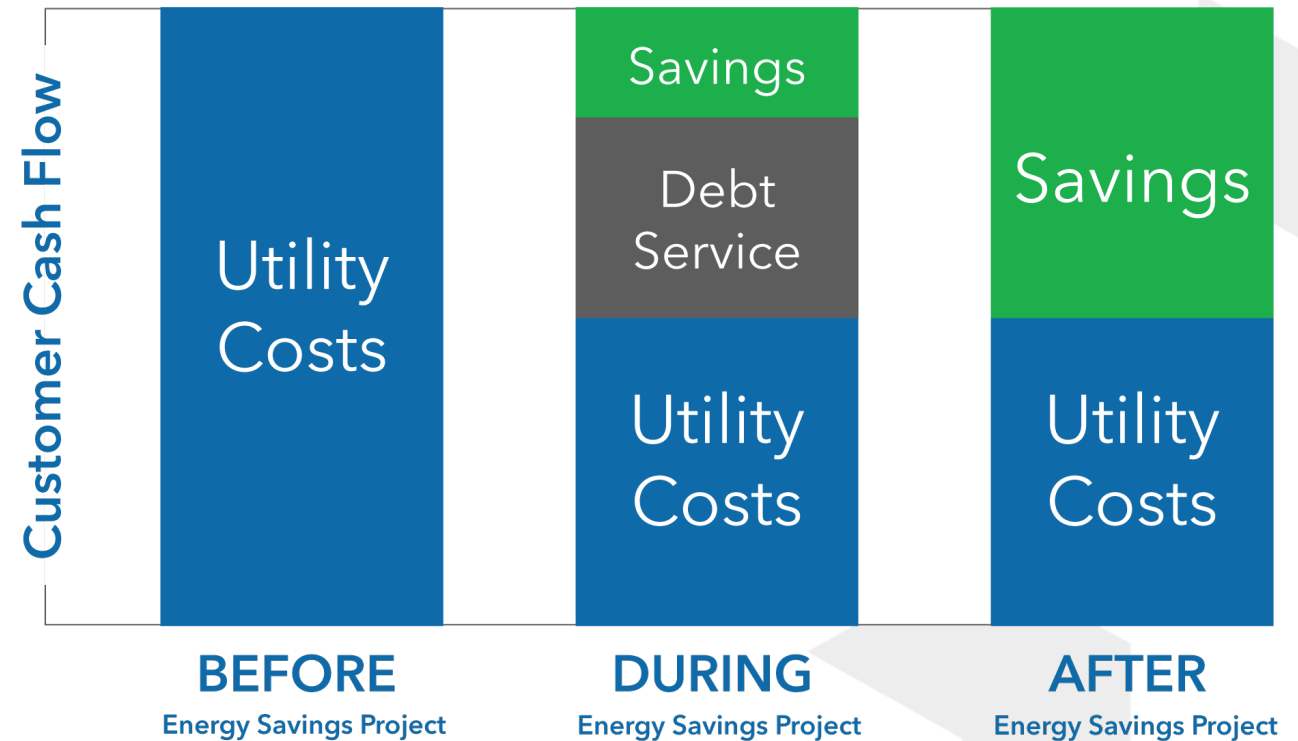 Customer Cash Flow
Utility
Costs
Savings
Debt
Service
Utility
Costs
Savings
Utility
Costs
BEFORE
Energy Savings Project
DURING
Energy Savings Project
AFTER
Energy Savings Project